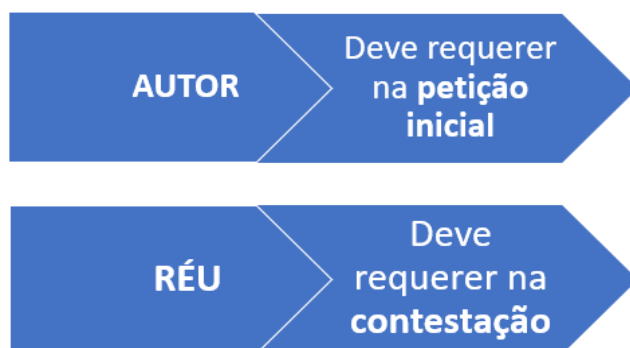 AUTOR
Deve requerer
na petição
inicial
RÉU
Deve
requerer na
contestação